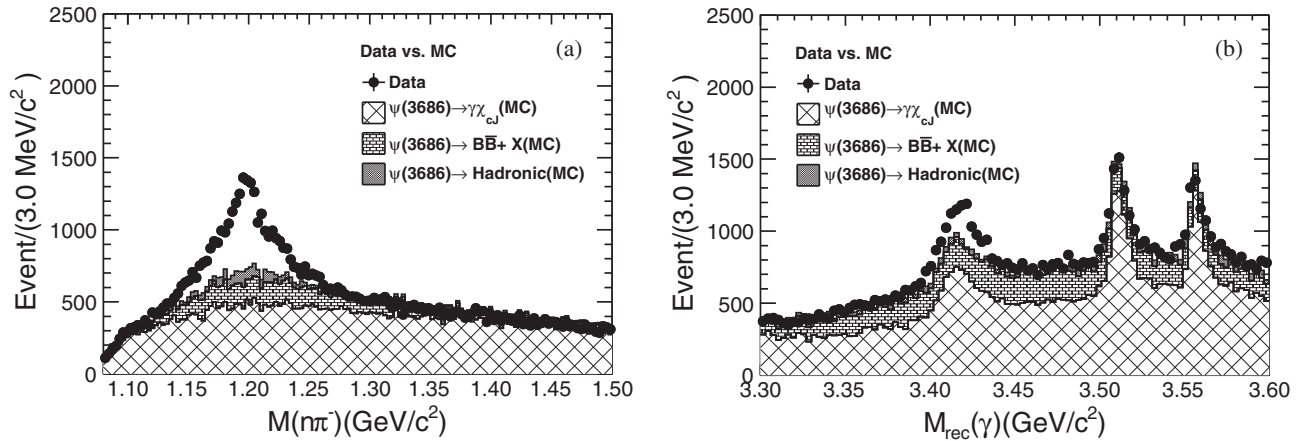 Event/(3.0 MeV/c²)
2500
2000
1500
1000
500
0
(a)
Data vs. MC
Data
ψ(3686)→γχ_cJ(MC)
ψ(3686)→ BB̅+ X(MC)
ψ(3686)→ Hadronic(MC)
1.10 1.15 1.20 1.25 1.30 1.35 1.40 1.45 1.50
M(nπ⁻)(GeV/c²)
Event/(3.0 MeV/c²)
2500
2000
1500
1000
500
0
(b)
Data vs. MC
Data
ψ(3686)→γχ_cJ(MC)
ψ(3686)→ BB̅+ X(MC)
ψ(3686)→ Hadronic(MC)
3.30 3.35 3.40 3.45 3.50 3.55 3.60
M_rec(γ)(GeV/c²)